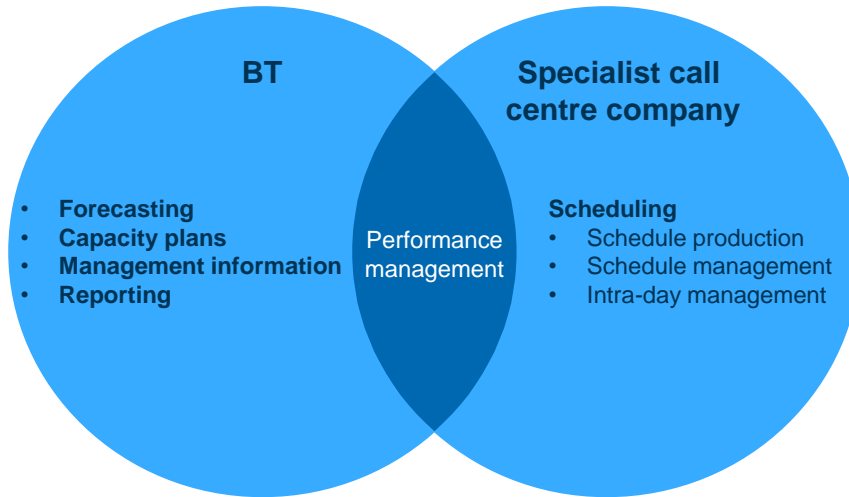 BT
Specialist call
centre company
• Forecasting
• Capacity plans
• Management information
• Reporting
Performance
management
Scheduling
• Schedule production
• Schedule management
• Intra-day management